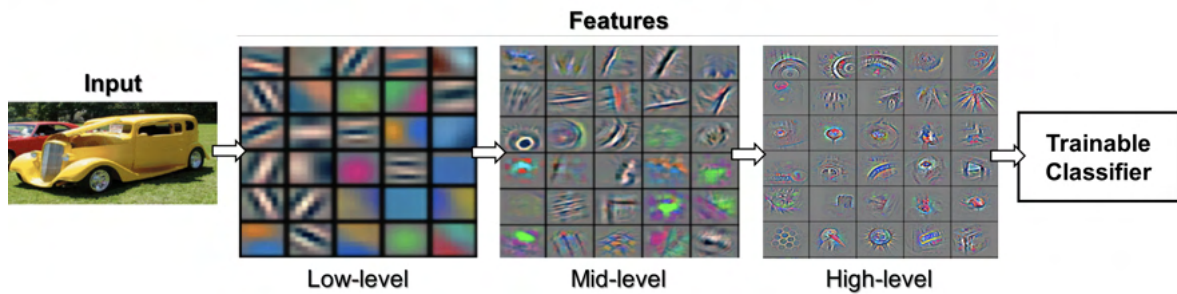 Features
Input
Trainable
Classifier
Low-level
Mid-level
High-level